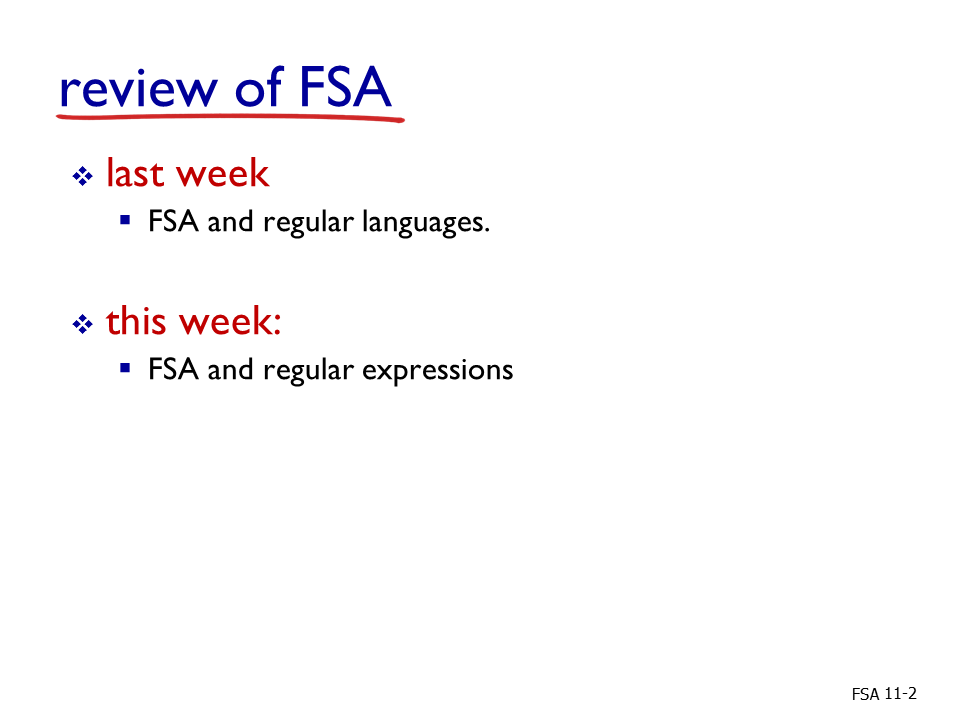 review of FSA
last week
FSA and regular languages.
this week:
FSA and regular expressions
FSA 11-2